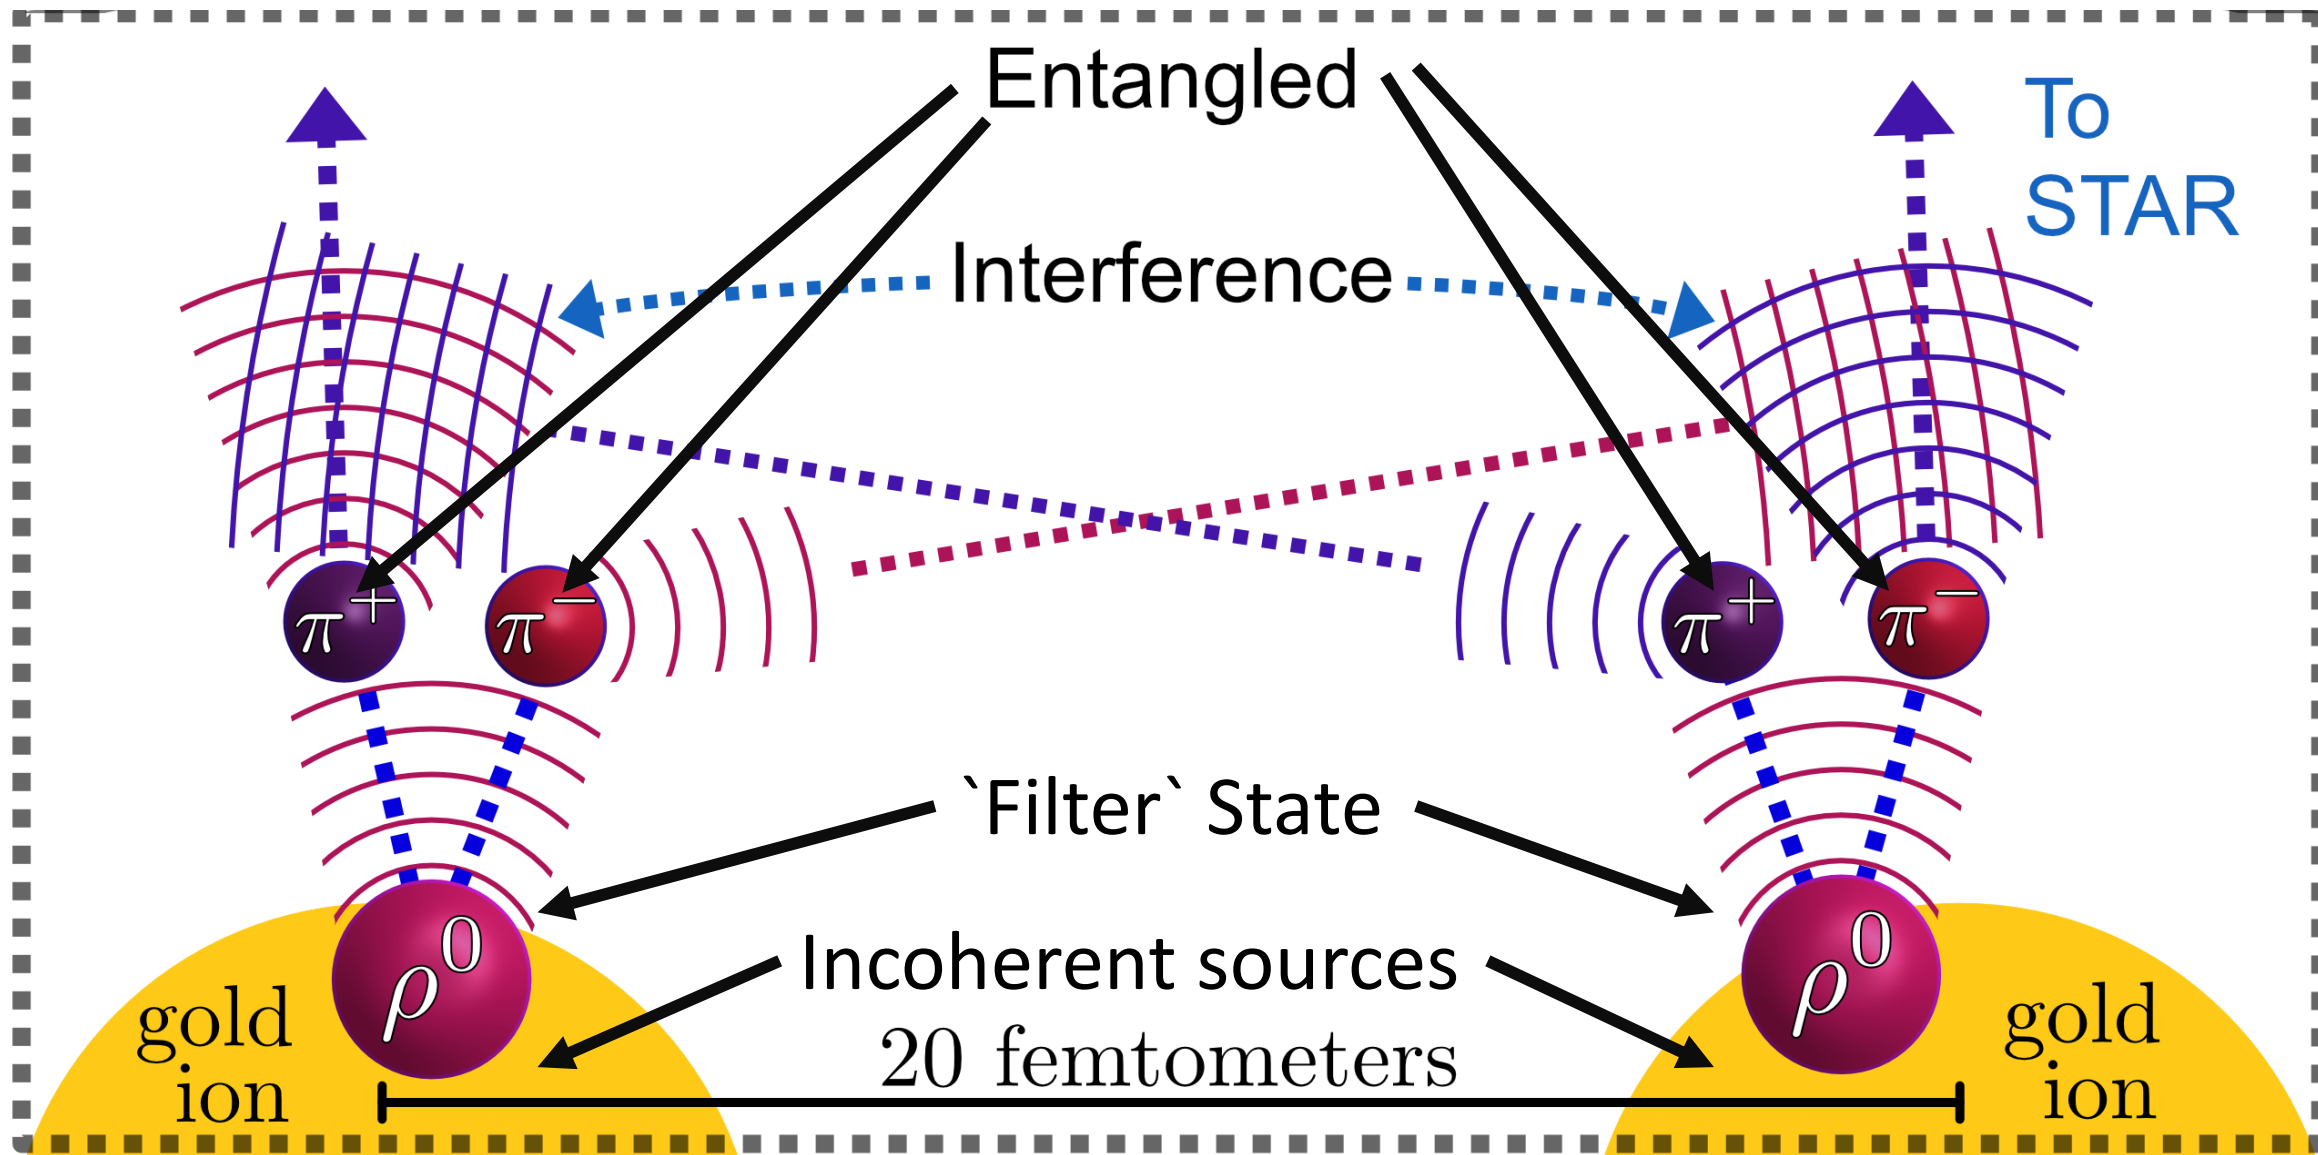 Entangled
To
STAR
Interference
π⁺ π⁻
π⁺ π⁻
`Filter` State
ρ⁰
ρ⁰
Incoherent sources
gold
ion
20 femtometers
gold
ion